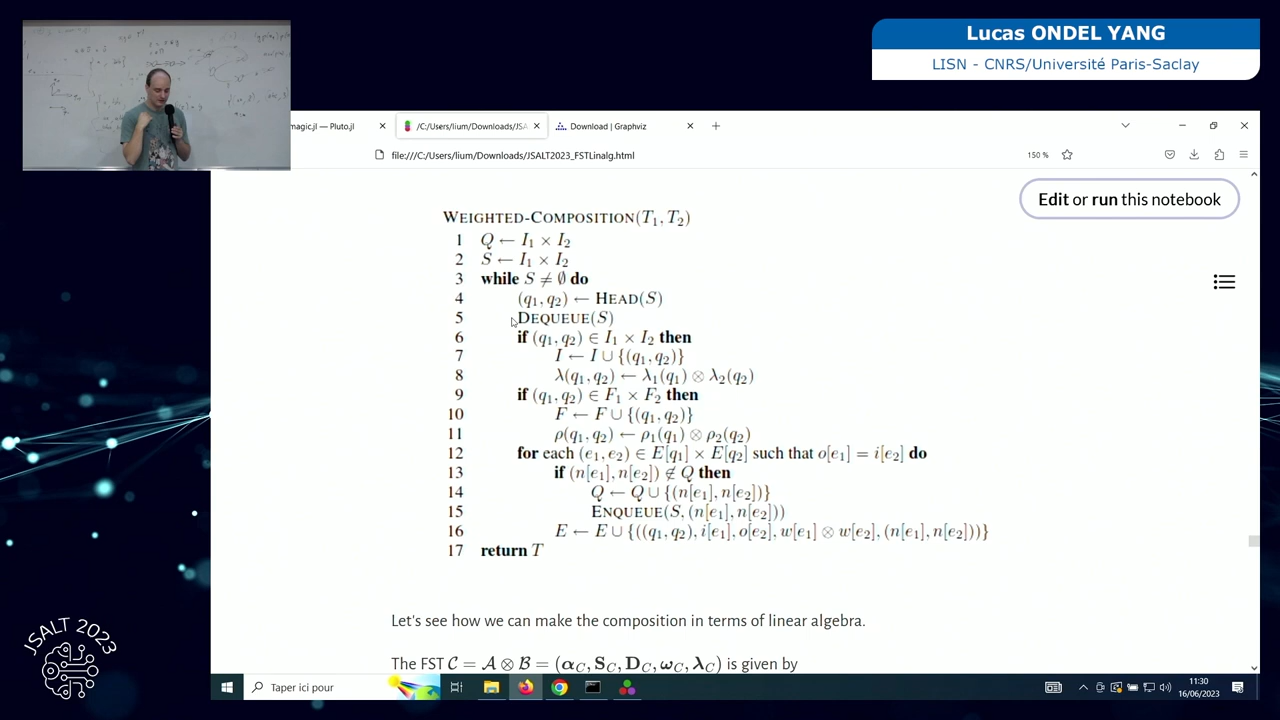 Lucas ONDEL YANG
LISN - CNRS/Université Paris-Saclay
magic.jl — Pluto.jl
/C:/Users/lium/Downloads/JSA
Download | Graphviz
file:///C:/Users/lium/Downloads/JSALT2023_FSTLinalg.html
150 %
Edit or run this notebook
WEIGHTED-COMPOSITION(T₁, T₂)
1 Q ← I₁ × I₂
2 S ← I₁ × I₂
3 while S ≠ ∅ do
4 (q₁, q₂) ← HEAD(S)
5 DEQUEUE(S)
6 if (q₁, q₂) ∈ I₁ × I₂ then
7 I ← I ∪ {(q₁, q₂)}
8 λ(q₁, q₂) ← λ₁(q₁) ⊗ λ₂(q₂)
9 if (q₁, q₂) ∈ F₁ × F₂ then
10 F ← F ∪ {(q₁, q₂)}
11 ρ(q₁, q₂) ← ρ₁(q₁) ⊗ ρ₂(q₂)
12 for each (e₁, e₂) ∈ E[q₁] × E[q₂] such that o[e₁] = i[e₂] do
13 if (n[e₁], n[e₂]) ∉ Q then
14 Q ← Q ∪ {(n[e₁], n[e₂])}
15 ENQUEUE(S, (n[e₁], n[e₂]))
16 E ← E ∪ {((q₁, q₂), i[e₁], o[e₂], w[e₁] ⊗ w[e₂], (n[e₁], n[e₂]))}
17 return T
Let's see how we can make the composition in terms of linear algebra.
The FST 𝒞 = 𝒜 ⊗ ℬ = (α_C, S_C, D_C, ω_C, λ_C) is given by
JSALT 2023
Taper ici pour
11:30
16/06/2023